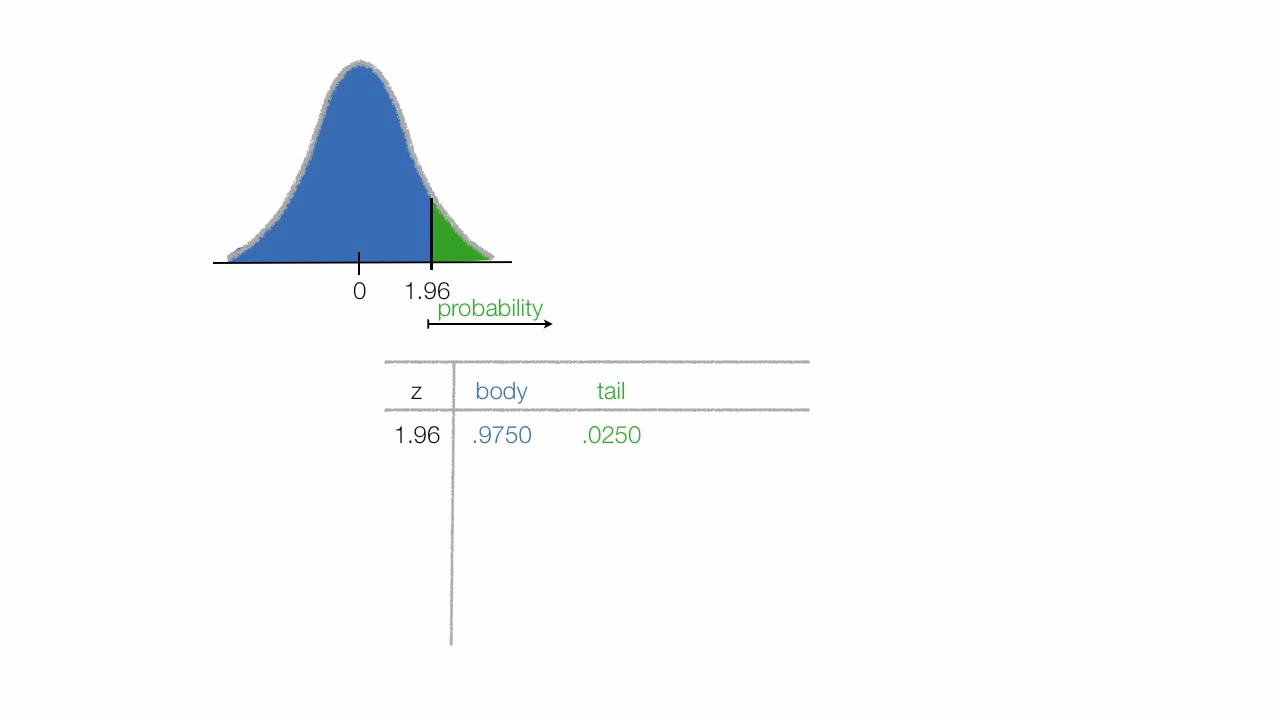 0 1.96
probability
z body tail
1.96 .9750 .0250